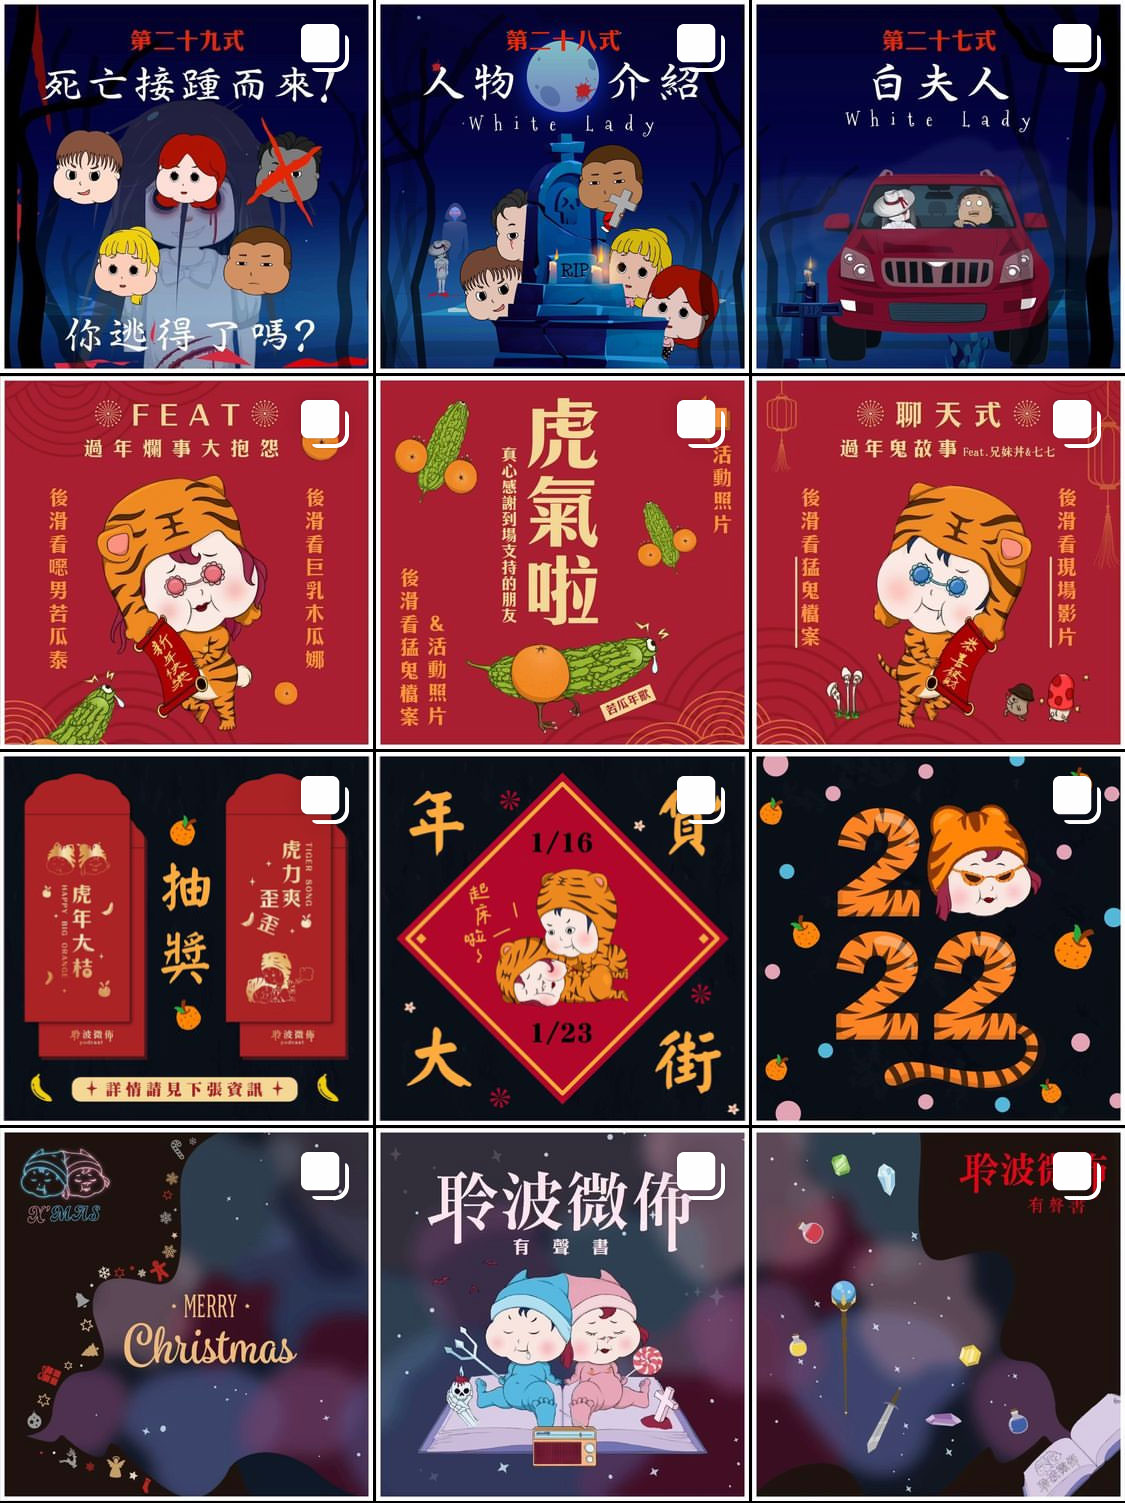 第二十九式
死亡接踵而來!
你逃得了嗎?
第二十八式
人物介紹
White Lady
RIP
第二十七式
白夫人
White Lady
FEAT
過年爛事大抱怨
後滑看噁男苦瓜泰
後滑看巨乳木瓜娜
新年快樂
虎氣啦
真心感謝到場支持的朋友
後滑看猛鬼檔案
&活動照片
活動照片
苦瓜年獸
聊天式
過年鬼故事 Feat.兄妹丼&七七
後滑看猛鬼檔案
後滑看現場影片
恭喜發
虎年大桔
HAPPY BIG ORANGE
聆波微佈
podcast
抽獎
虎力爽歪歪
TIGER SONG
聆波微佈
podcast
詳情請見下張資訊
年貨大街
1/16
起床啦~
1/23
2022
X'MAS
MERRY
Christmas
聆波微佈
有聲書
聆波微佈
有聲書